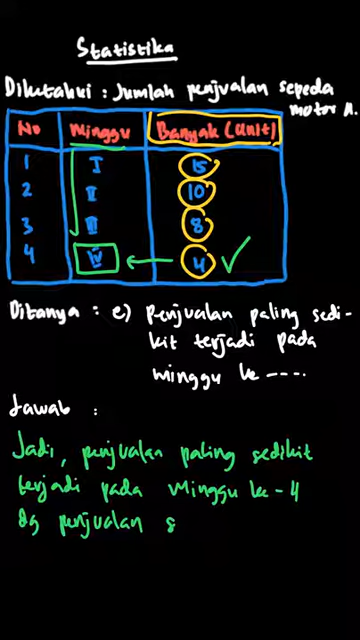 Statistika
Diketahui : Jumlah penjualan sepeda
motor A.
No Minggu Banyak (Unit)
1 I 15
2 II 10
3 III 8
4 IV 4
Ditanya : e) penjualan paling sedi-
kit terjadi pada
minggu ke ----.
Jawab :
Jadi, penjualan paling sedikit
terjadi pada minggu ke - 4
dg penjualan s